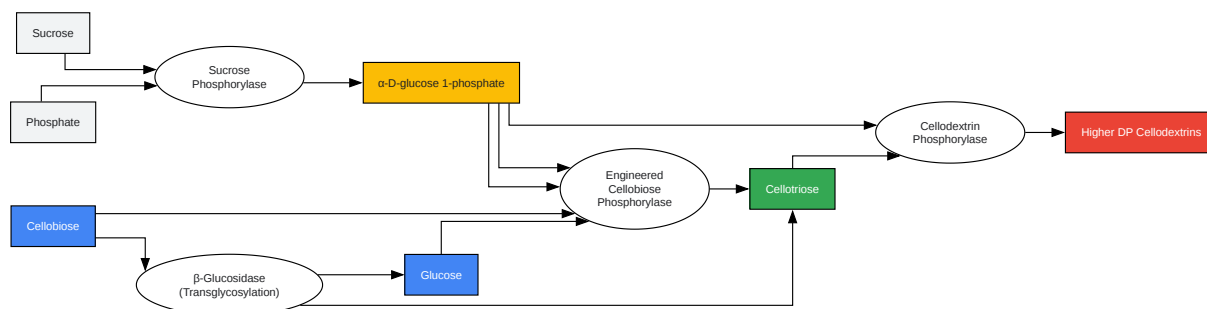 Sucrose
Sucrose
Phosphorylase
α-D-glucose 1-phosphate
Phosphate
Cellodextrin
Phosphorylase
Higher DP Cellodextrins
Engineered
Cellobiose
Phosphorylase
Cellotriose
Cellobiose
β-Glucosidase
(Transglycosylation)
Glucose